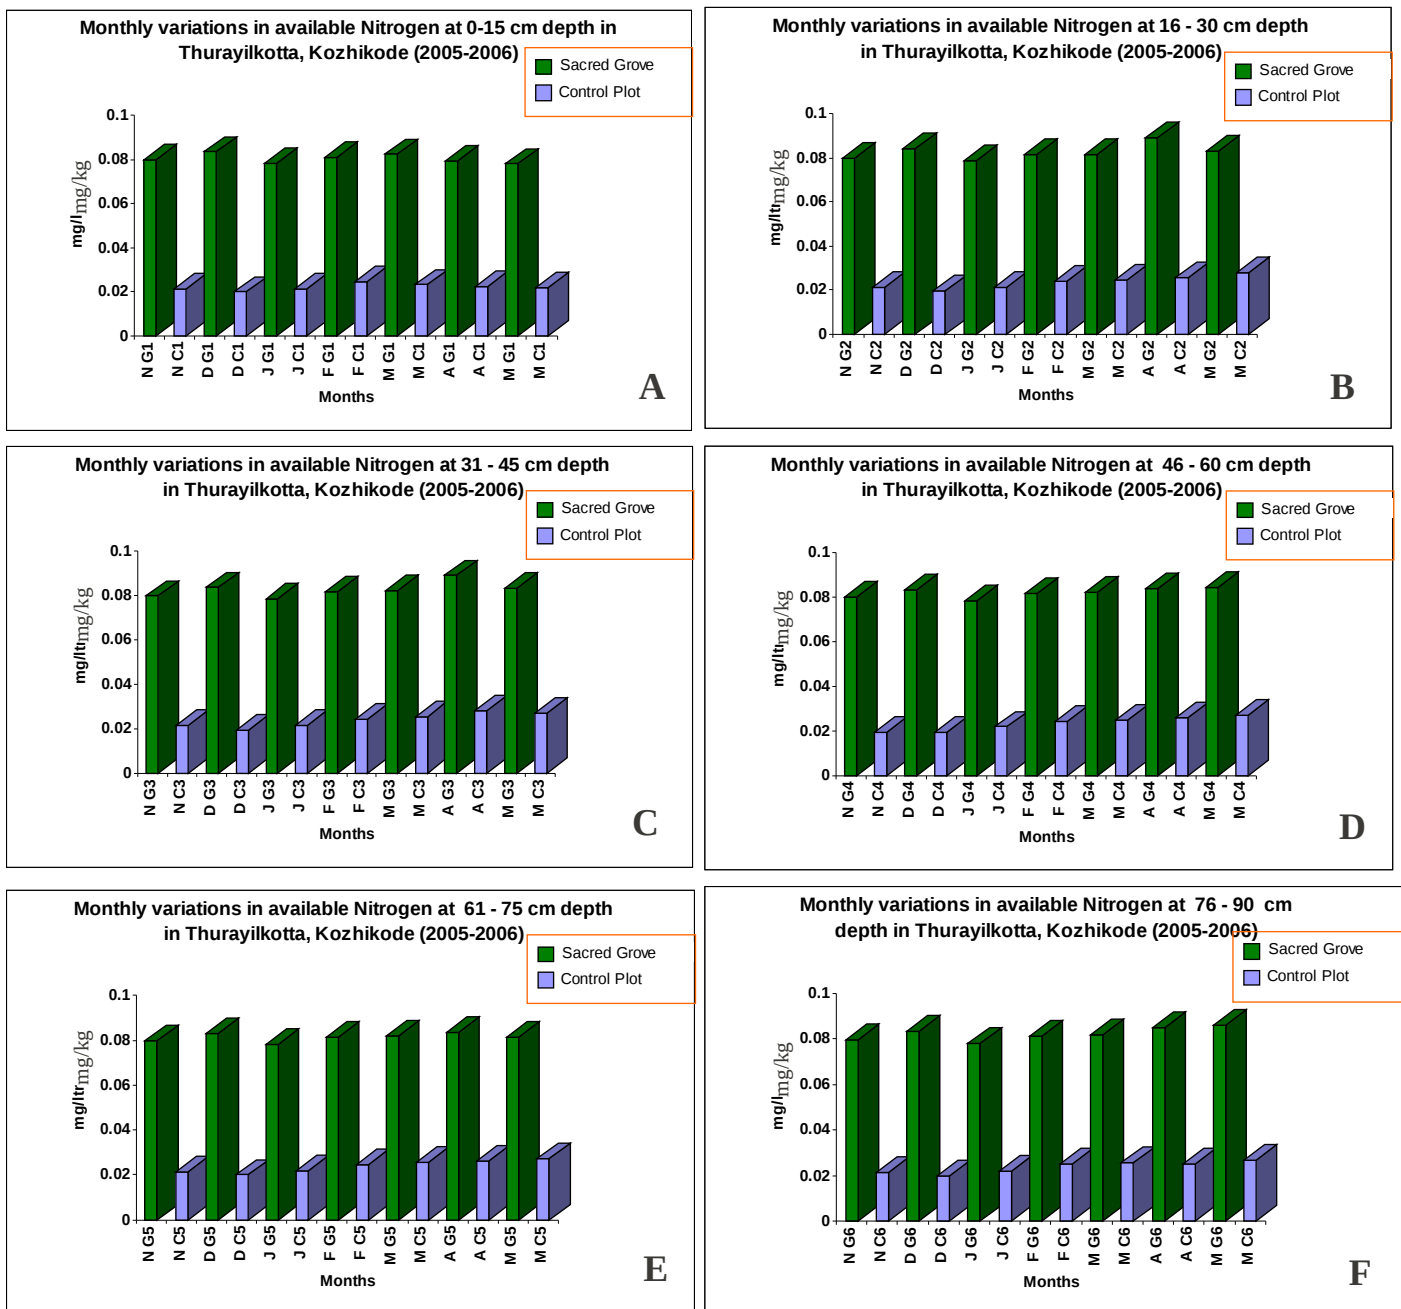 Monthly variations in available Nitrogen at 0-15 cm depth in
Thurayilkotta, Kozhikode (2005-2006)
Sacred Grove
Control Plot
0.1
0.08
0.06
0.04
0.02
0
mg/l mg/kg
N G1 N C1 D G1 D C1 J G1 J C1 F G1 F C1 M G1 M C1 A G1 A C1 M G1 M C1
Months
A
Monthly variations in available Nitrogen at 16 - 30 cm depth
in Thurayilkotta, Kozhikode (2005-2006)
Sacred Grove
Control Plot
0.1
0.08
0.06
0.04
0.02
0
mg/ltr mg/kg
N G2 N C2 D G2 D C2 J G2 J C2 F G2 F C2 M G2 M C2 A G2 A C2 M G2 M C2
Months
B
Monthly variations in available Nitrogen at 31 - 45 cm depth
in Thurayilkotta, Kozhikode (2005-2006)
Sacred Grove
Control Plot
0.1
0.08
0.06
0.04
0.02
0
mg/ltr mg/kg
N G3 N C3 D G3 D C3 J G3 J C3 F G3 F C3 M G3 M C3 A G3 A C3 M G3 M C3
Months
C
Monthly variations in available Nitrogen at 46 - 60 cm depth
in Thurayilkotta, Kozhikode (2005-2006)
Sacred Grove
Control Plot
0.1
0.08
0.06
0.04
0.02
0
mg/ltr mg/kg
N G4 N C4 D G4 D C4 J G4 J C4 F G4 F C4 M G4 M C4 A G4 A C4 M G4 M C4
Months
D
Monthly variations in available Nitrogen at 61 - 75 cm depth
in Thurayilkotta, Kozhikode (2005-2006)
Sacred Grove
Control Plot
0.1
0.08
0.06
0.04
0.02
0
mg/ltr mg/kg
N G5 N C5 D G5 D C5 J G5 J C5 F G5 F C5 M G5 M C5 A G5 A C5 M G5 M C5
Months
E
Monthly variations in available Nitrogen at 76 - 90 cm
depth in Thurayilkotta, Kozhikode (2005-2006)
Sacred Grove
Control Plot
0.1
0.08
0.06
0.04
0.02
0
mg/l mg/kg
N G6 N C6 D G6 D C6 J G6 J C6 F G6 F C6 M G6 M C6 A G6 A C6 M G6 M C6
Months
F